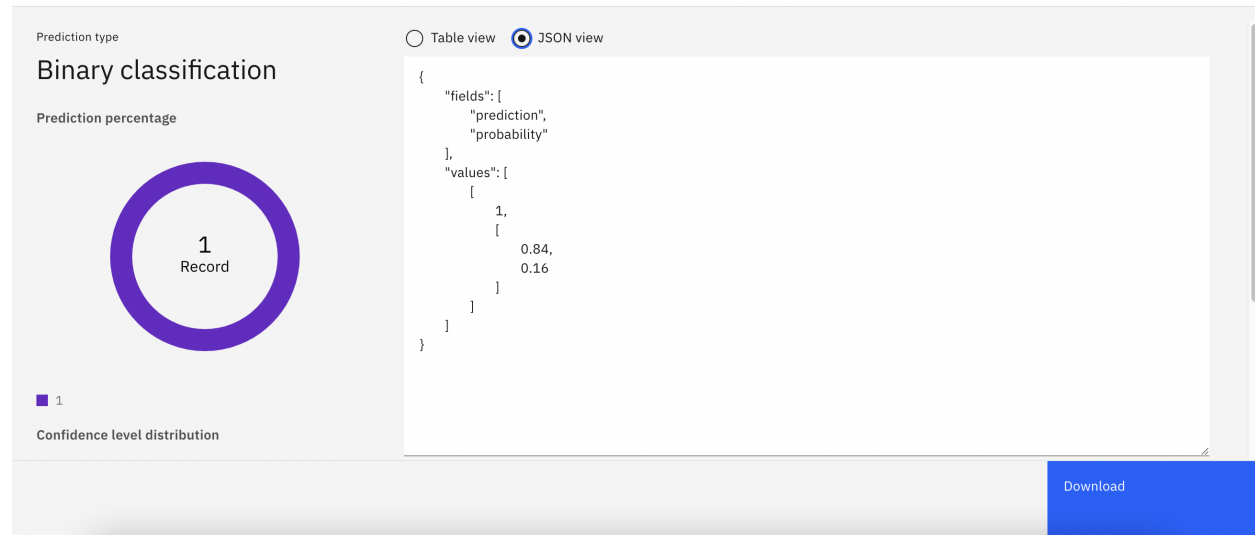 Prediction type
Binary classification
Prediction percentage
1
Record
1
Confidence level distribution
Table view
JSON view
{
"fields": [
"prediction",
"probability"
],
"values": [
[
1,
[
0.84,
0.16
]
]
]
}
Download